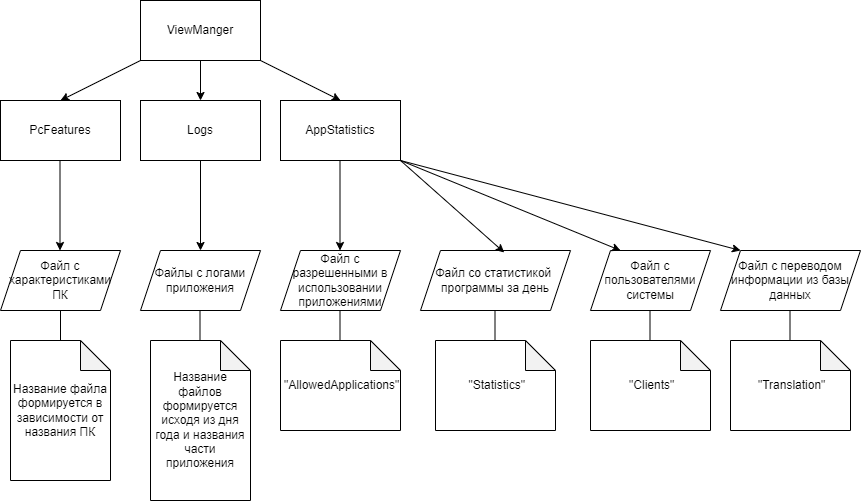 ViewManger
PcFeatures
Logs
AppStatistics
Файл с
характеристиками
ПК
Файлы с логами
приложения
Файл с
разрешенными в
использовании
приложениями
Файл со статистикой
программы за день
Файл с
пользователями
системы
Файл с переводом
информации из базы
данных
Название файла
формируется в
зависимости от
названия ПК
Название
файлов
формируется
исходя из дня
года и названия
части
приложения
"AllowedApplications"
"Statistics"
"Clients"
"Translation"